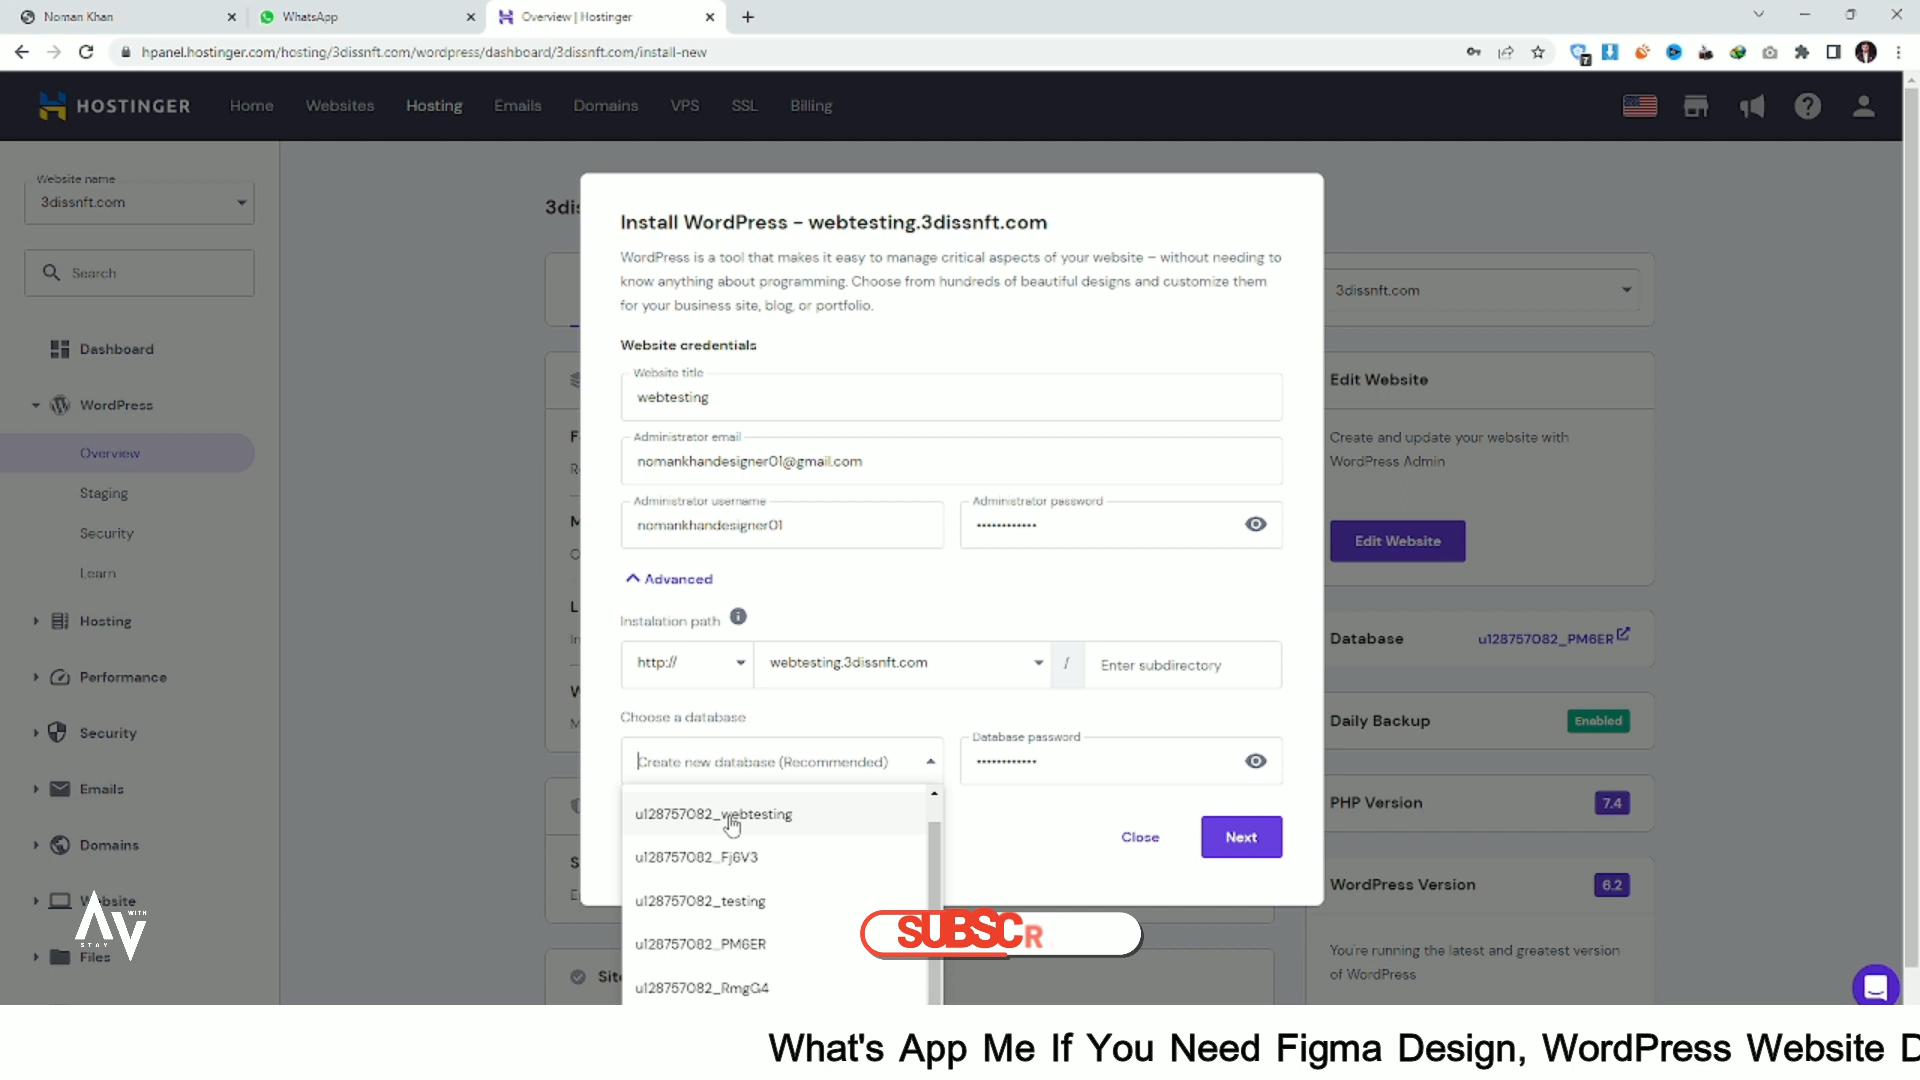 Noman Khan
WhatsApp
Overview | Hostinger
hpanel.hostinger.com/hosting/3dissnft.com/wordpress/dashboard/3dissnft.com/install-new
7
HOSTINGER
Home
Websites
Hosting
Emails
Domains
VPS
SSL
Billing
Website name
3dissnft.com
Search
Dashboard
WordPress
Overview
Staging
Security
Learn
Hosting
Performance
Security
Emails
Domains
Website
Files
WITH
STAY
3dis
Install WordPress - webtesting.3dissnft.com
WordPress is a tool that makes it easy to manage critical aspects of your website – without needing to
know anything about programming. Choose from hundreds of beautiful designs and customize them
for your business site, blog, or portfolio.
Website credentials
Website title
webtesting
Administrator email
nomankhandesigner01@gmail.com
Administrator username
nomankhandesigner01
Administrator password
Advanced
Instalation path
http://
webtesting.3dissnft.com
/
Enter subdirectory
Choose a database
Create new database (Recommended)
Database password
u128757082_webtesting
u128757082_Fj6V3
u128757082_testing
u128757082_PM6ER
u128757082_RmgG4
Close
Next
3dissnft.com
Edit Website
Create and update your website with
WordPress Admin
Edit Website
Database
u128757082_PM6ER
Daily Backup
Enabled
PHP Version
7.4
WordPress Version
6.2
You're running the latest and greatest version
of WordPress
Site
SUBSCR
What's App Me If You Need Figma Design, WordPress Website D